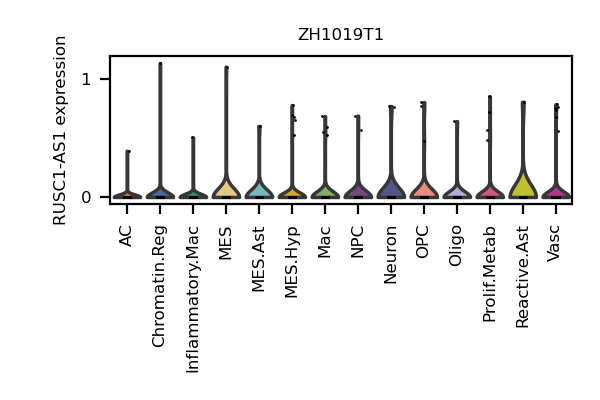 ZH1019T1
RUSC1-AS1 expression
1
0
AC
Chromatin.Reg
Inflammatory.Mac
MES
MES.Ast
MES.Hyp
Mac
NPC
Neuron
OPC
Oligo
Prolif.Metab
Reactive.Ast
Vasc